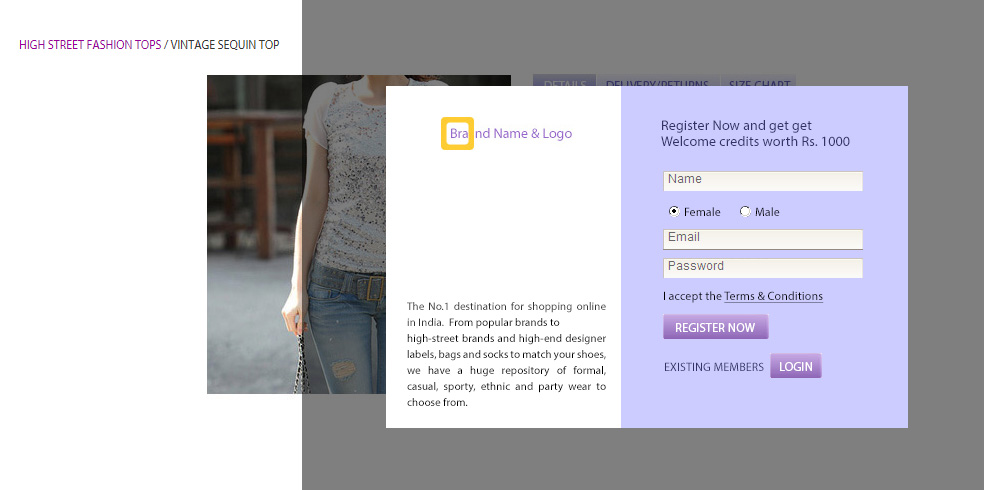 HIGH STREET FASHION TOPS / VINTAGE SEQUIN TOP
DETAILS DELIVERY/RETURNS SIZE CHART
Brand Name & Logo
The No.1 destination for shopping online
in India. From popular brands to
high-street brands and high-end designer
labels, bags and socks to match your shoes,
we have a huge repository of formal,
casual, sporty, ethnic and party wear to
choose from.
Register Now and get get
Welcome credits worth Rs. 1000
Name
Female Male
Email
Password
I accept the Terms & Conditions
REGISTER NOW
EXISTING MEMBERS LOGIN